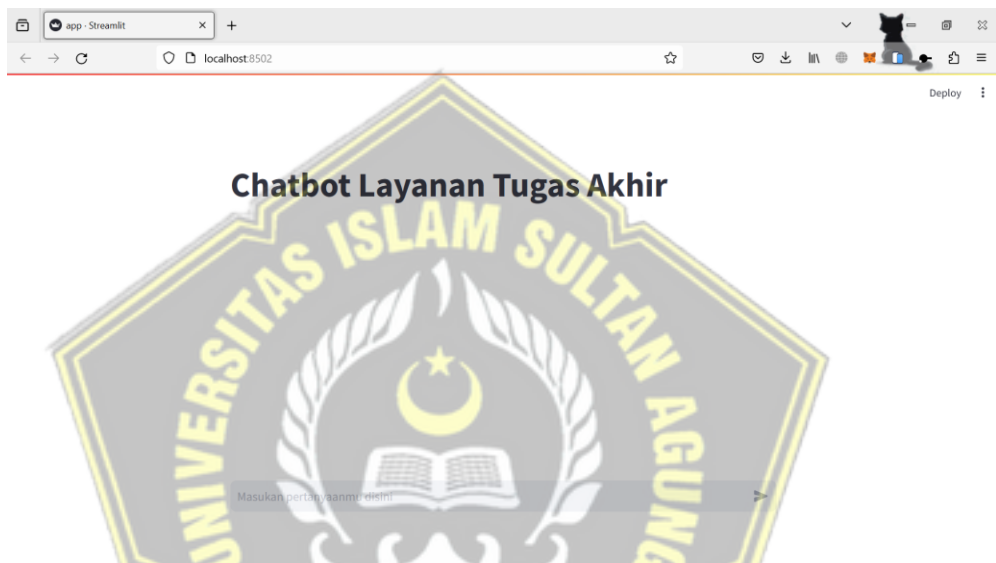 app · Streamlit
localhost:8502
Deploy
Chatbot Layanan Tugas Akhir
UNIVERSITAS ISLAM SULTAN AGUNG
Masukan pertanyaanmu disini